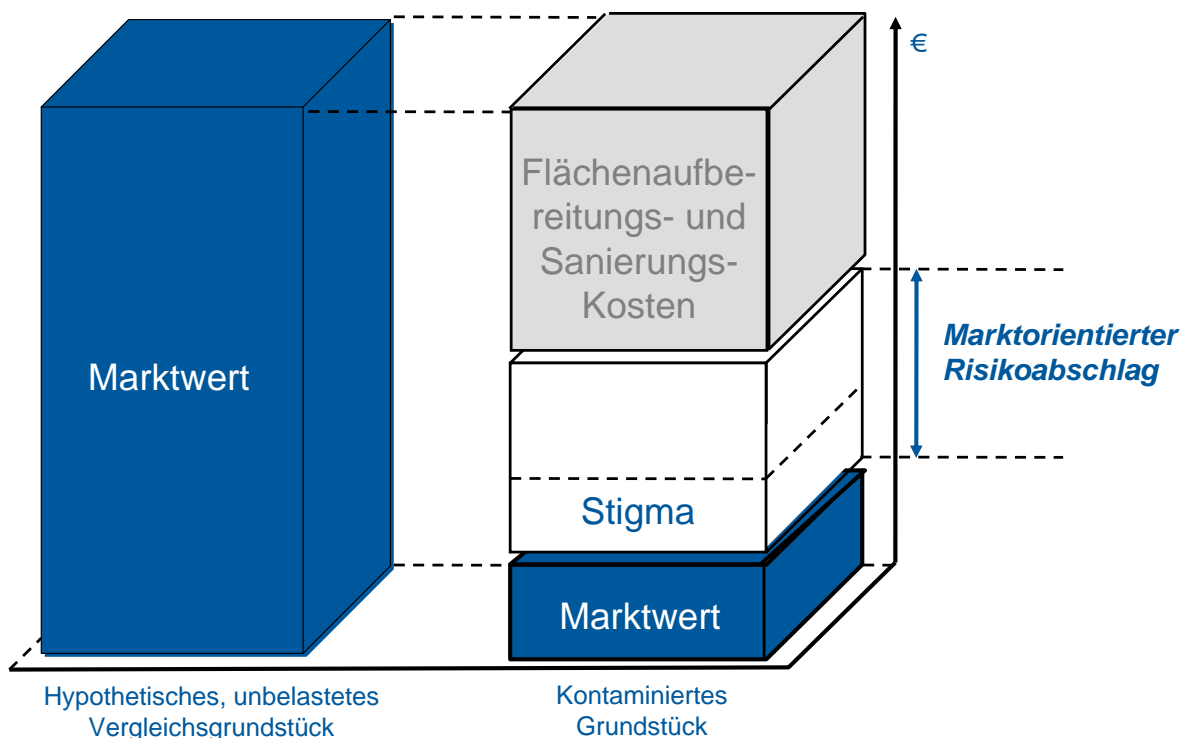 €
Flächenaufbe-
reitungs- und
Sanierungs-
Kosten
Marktwert
Marktorientierter
Risikoabschlag
Stigma
Marktwert
Hypothetisches, unbelastetes
Vergleichsgrundstück
Kontaminiertes
Grundstück